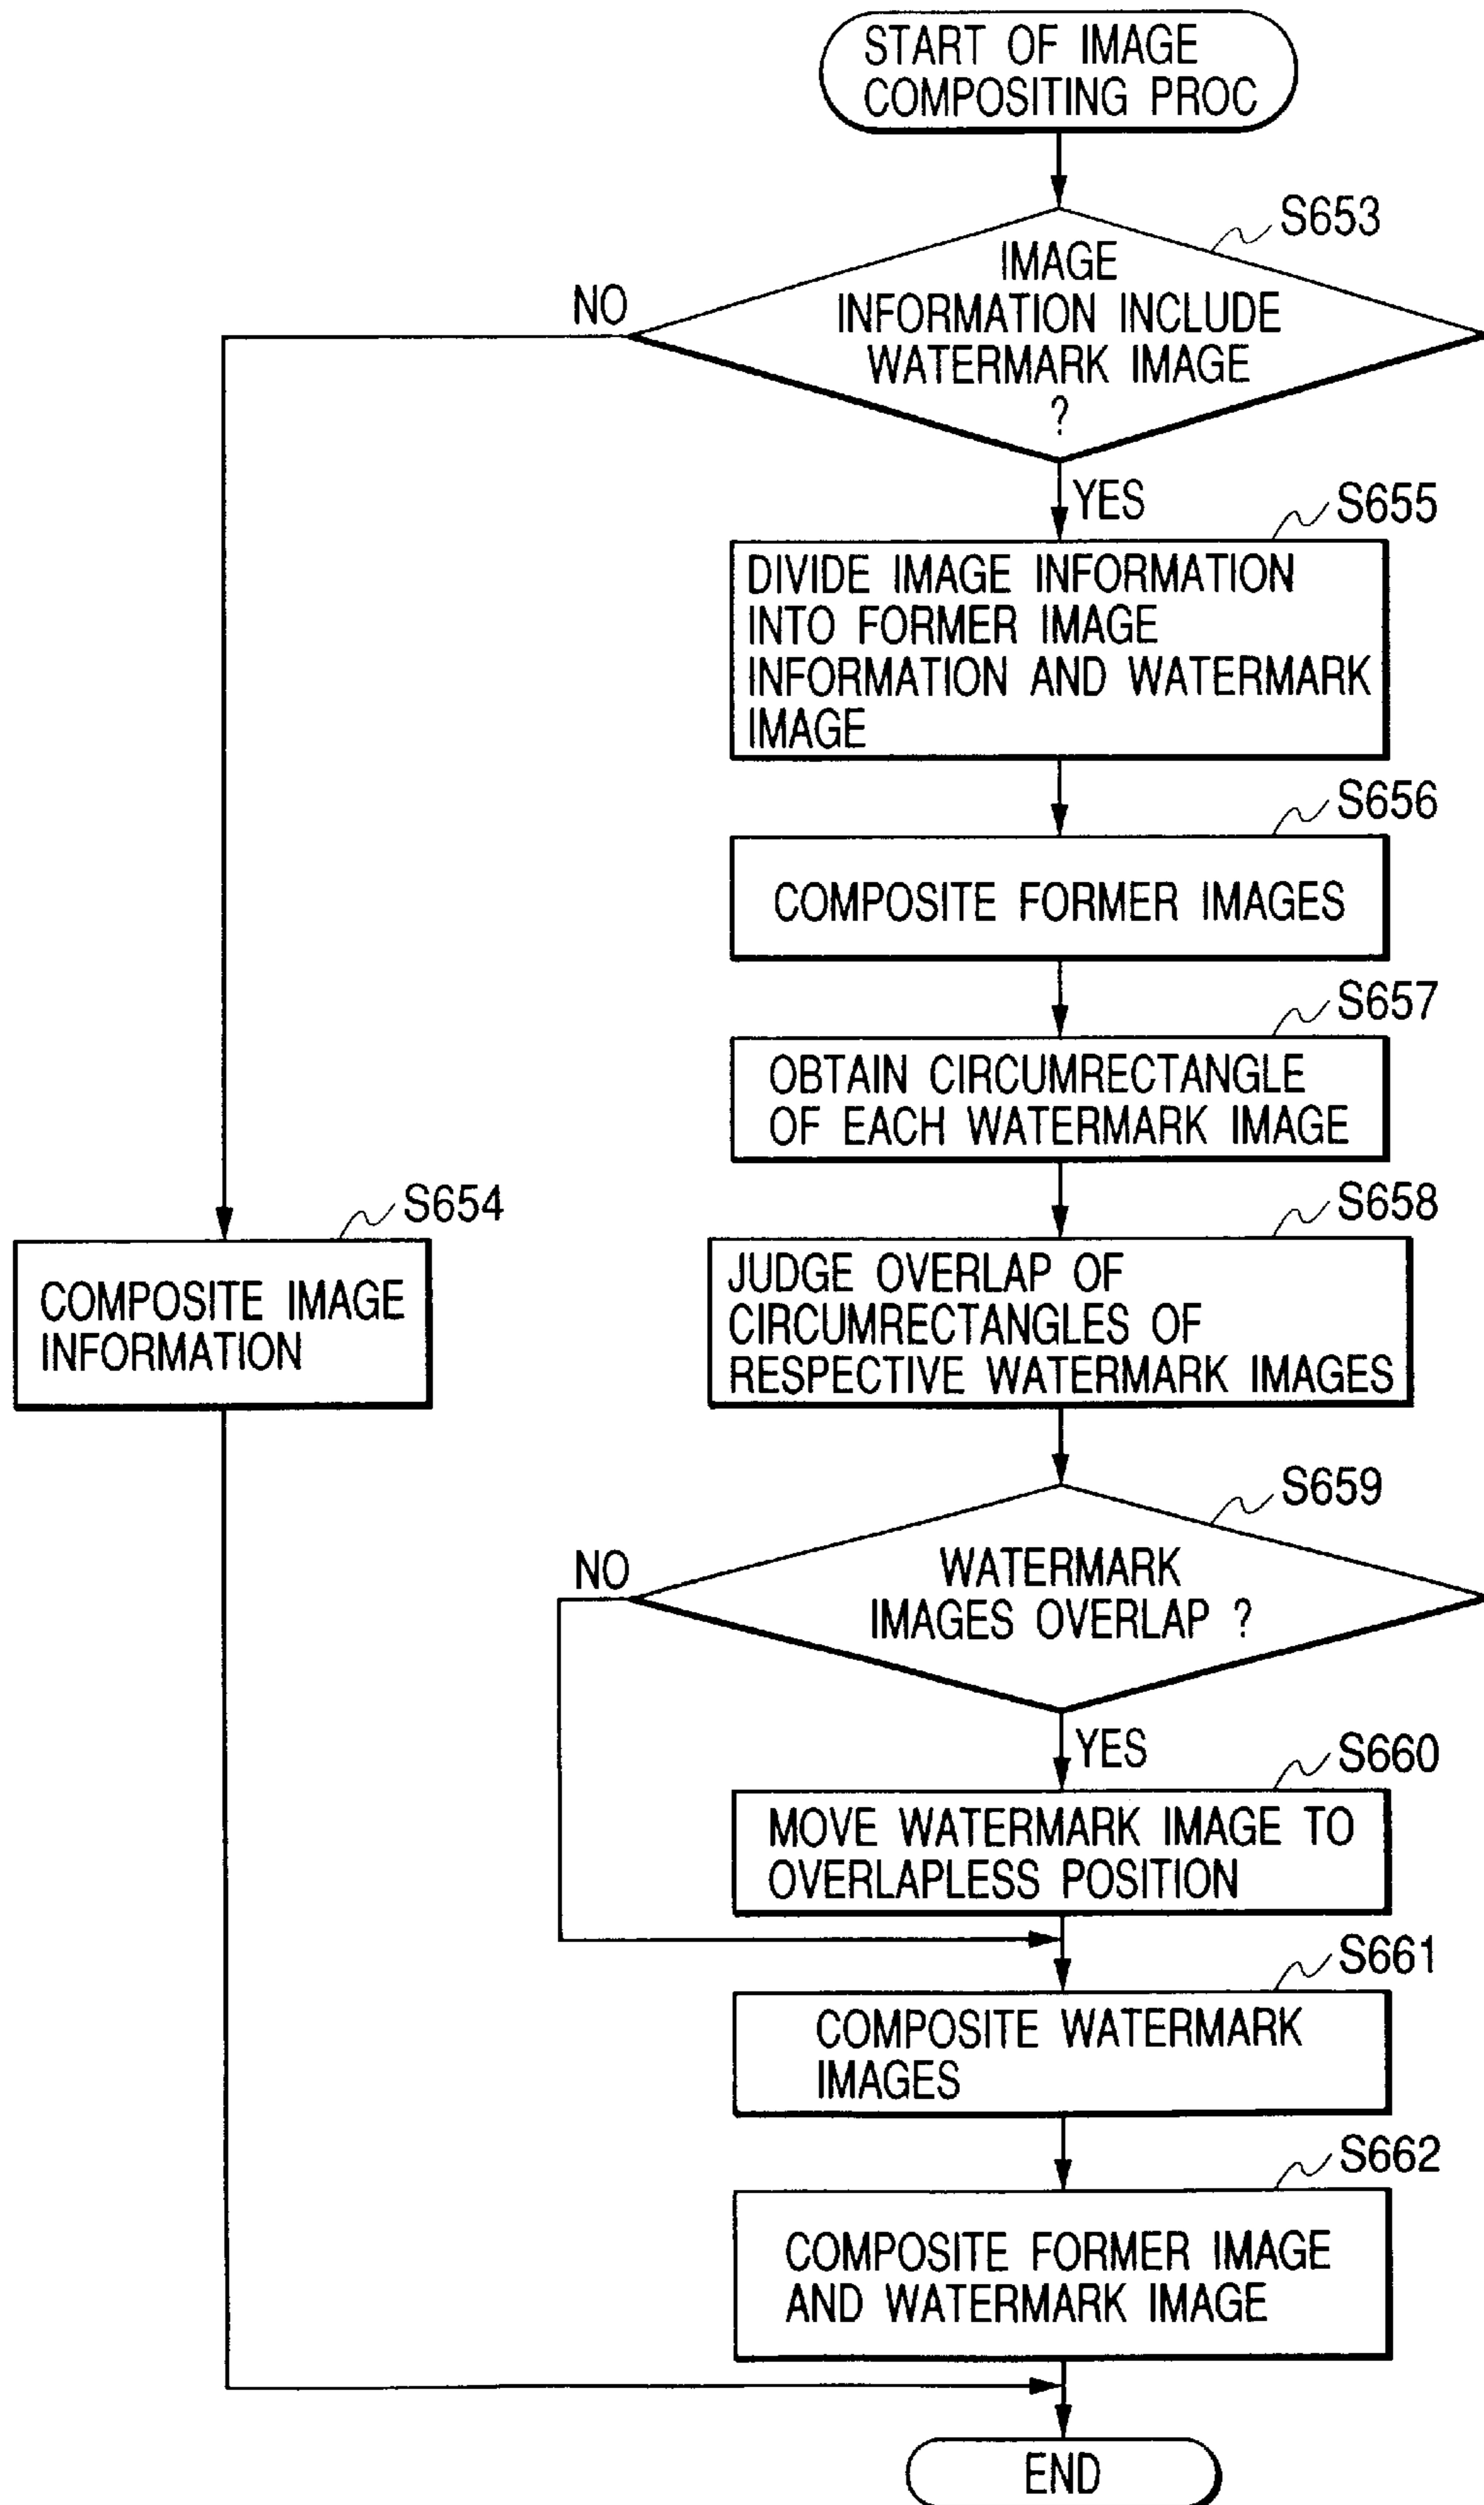 START OF IMAGE
COMPOSITING PROC
S653
IMAGE
INFORMATION INCLUDE
WATERMARK IMAGE
?
NO
YES
S655
DIVIDE IMAGE INFORMATION
INTO FORMER IMAGE
INFORMATION AND WATERMARK
IMAGE
S656
COMPOSITE FORMER IMAGES
S657
OBTAIN CIRCUMRECTANGLE
OF EACH WATERMARK IMAGE
S654
COMPOSITE IMAGE
INFORMATION
S658
JUDGE OVERLAP OF
CIRCUMRECTANGLES OF
RESPECTIVE WATERMARK IMAGES
S659
NO
WATERMARK
IMAGES OVERLAP ?
YES
S660
MOVE WATERMARK IMAGE TO
OVERLAPLESS POSITION
S661
COMPOSITE WATERMARK
IMAGES
S662
COMPOSITE FORMER IMAGE
AND WATERMARK IMAGE
END